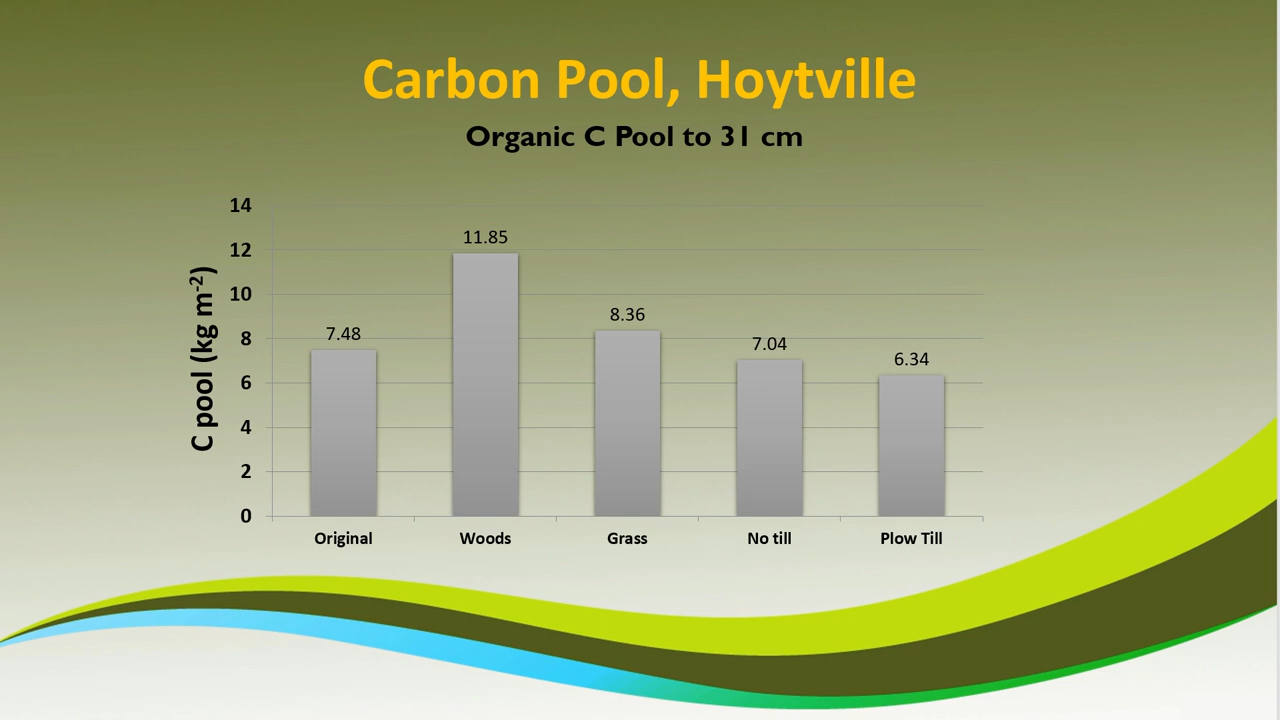 Carbon Pool, Hoytville
Organic C Pool to 31 cm
C pool (kg m-2)
14
12
10
8
6
4
2
0
7.48
11.85
8.36
7.04
6.34
Original
Woods
Grass
No till
Plow Till